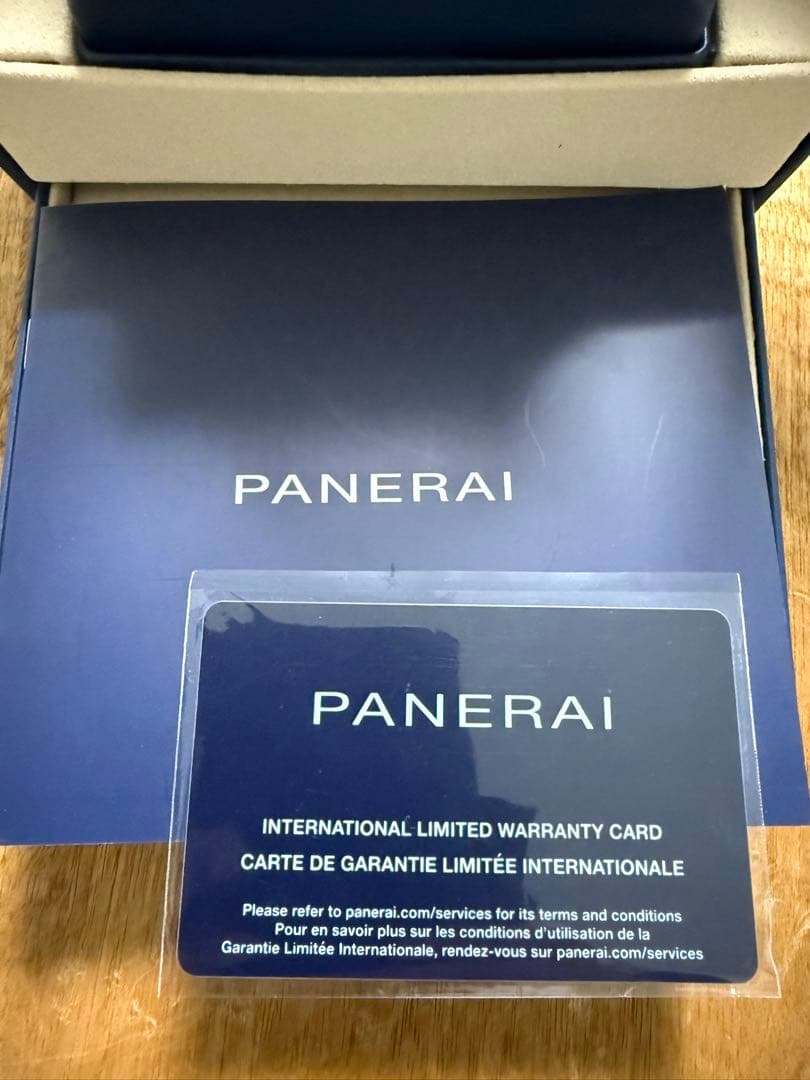 PANERAI
PANERAI
INTERNATIONAL LIMITED WARRANTY CARD
CARTE DE GARANTIE LIMITÉE INTERNATIONALE
Please refer to panerai.com/services for its terms and conditions
Pour en savoir plus sur les conditions d'utilisation de la
Garantie Limitée Internationale, rendez-vous sur panerai.com/services